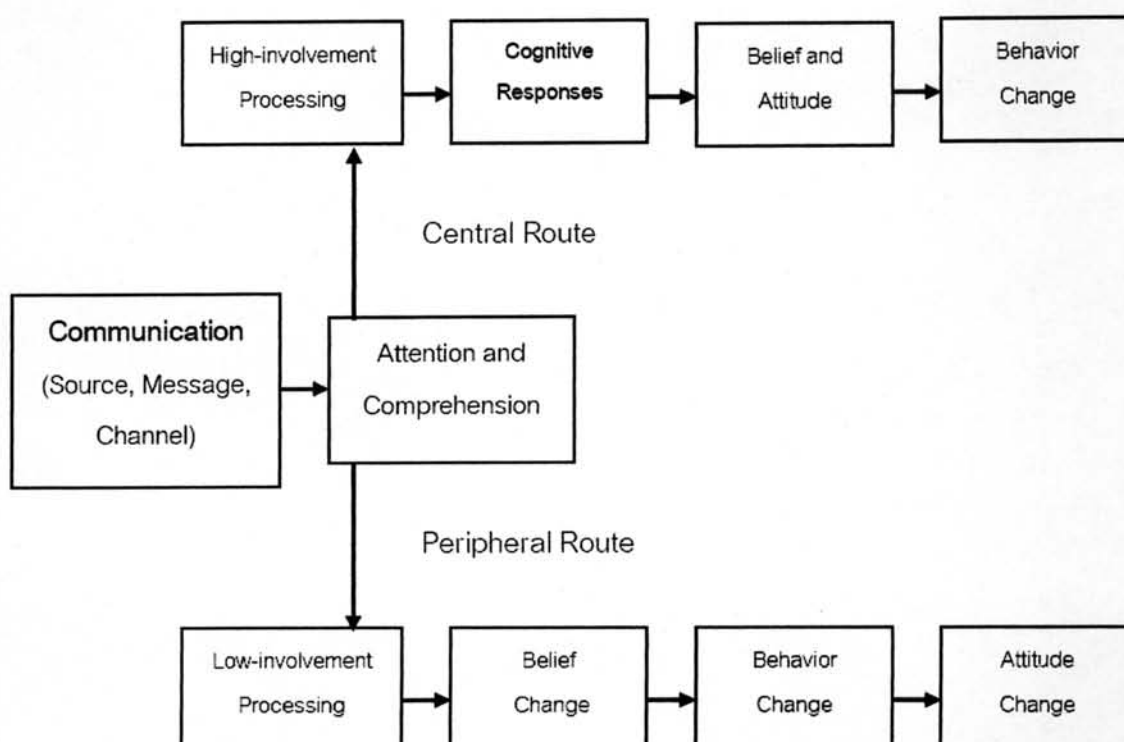 High-involvement
Processing
Cognitive
Responses
Belief and
Attitude
Behavior
Change
Central Route
Communication
(Source, Message,
Channel)
Attention and
Comprehension
Peripheral Route
Low-involvement
Processing
Belief
Change
Behavior
Change
Attitude
Change